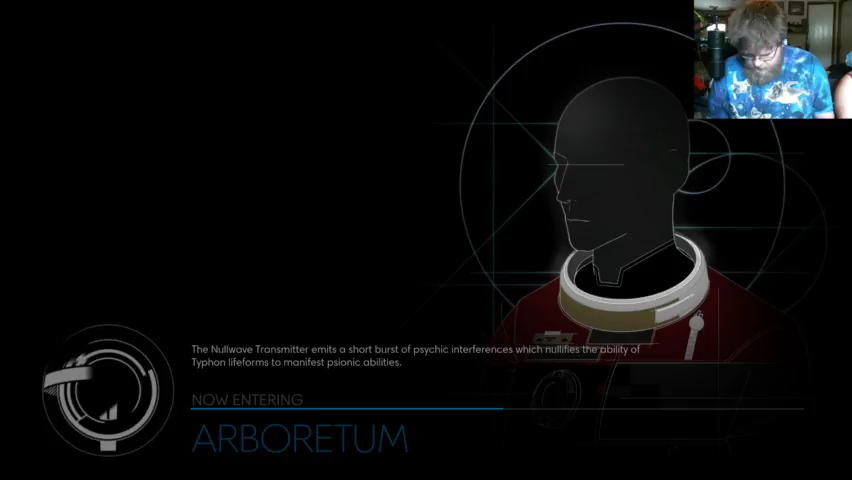 The Nullwave Transmitter emits a short burst of psychic interferences which nullifies the ability of
Typhon lifeforms to manifest psionic abilities.
NOW ENTERING
ARBORETUM